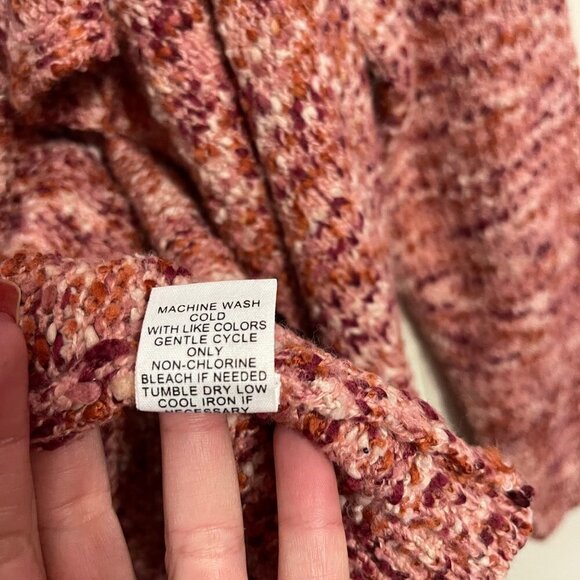 MACHINE WASH
COLD
WITH LIKE COLORS
GENTLE CYCLE
ONLY
NON-CHLORINE
BLEACH IF NEEDED
TUMBLE DRY LOW
COOL IRON IF
NECESSARY